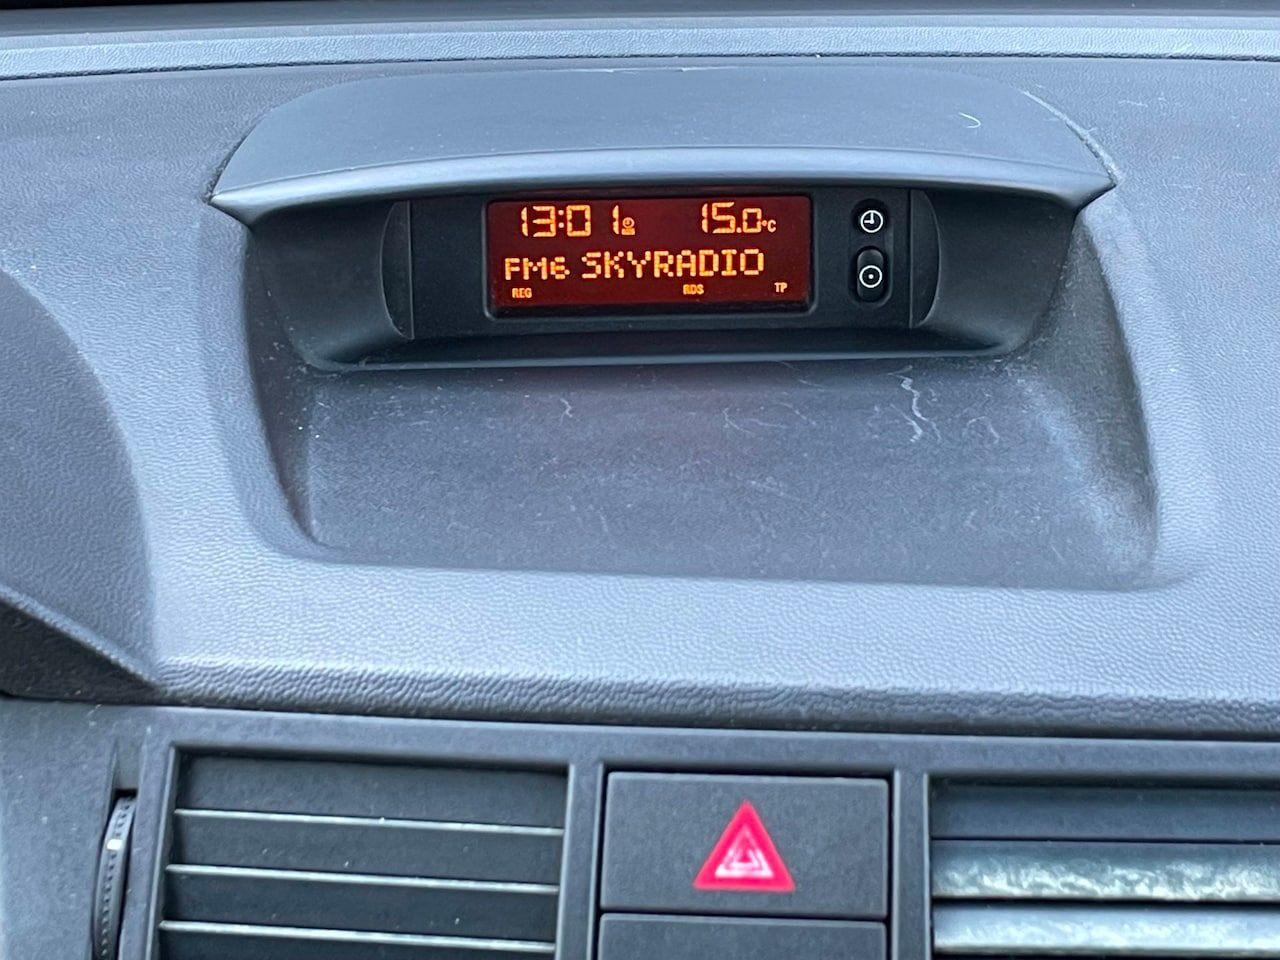 13:01 15.0°C
FM6 SKYRADIO
REG RDS TP